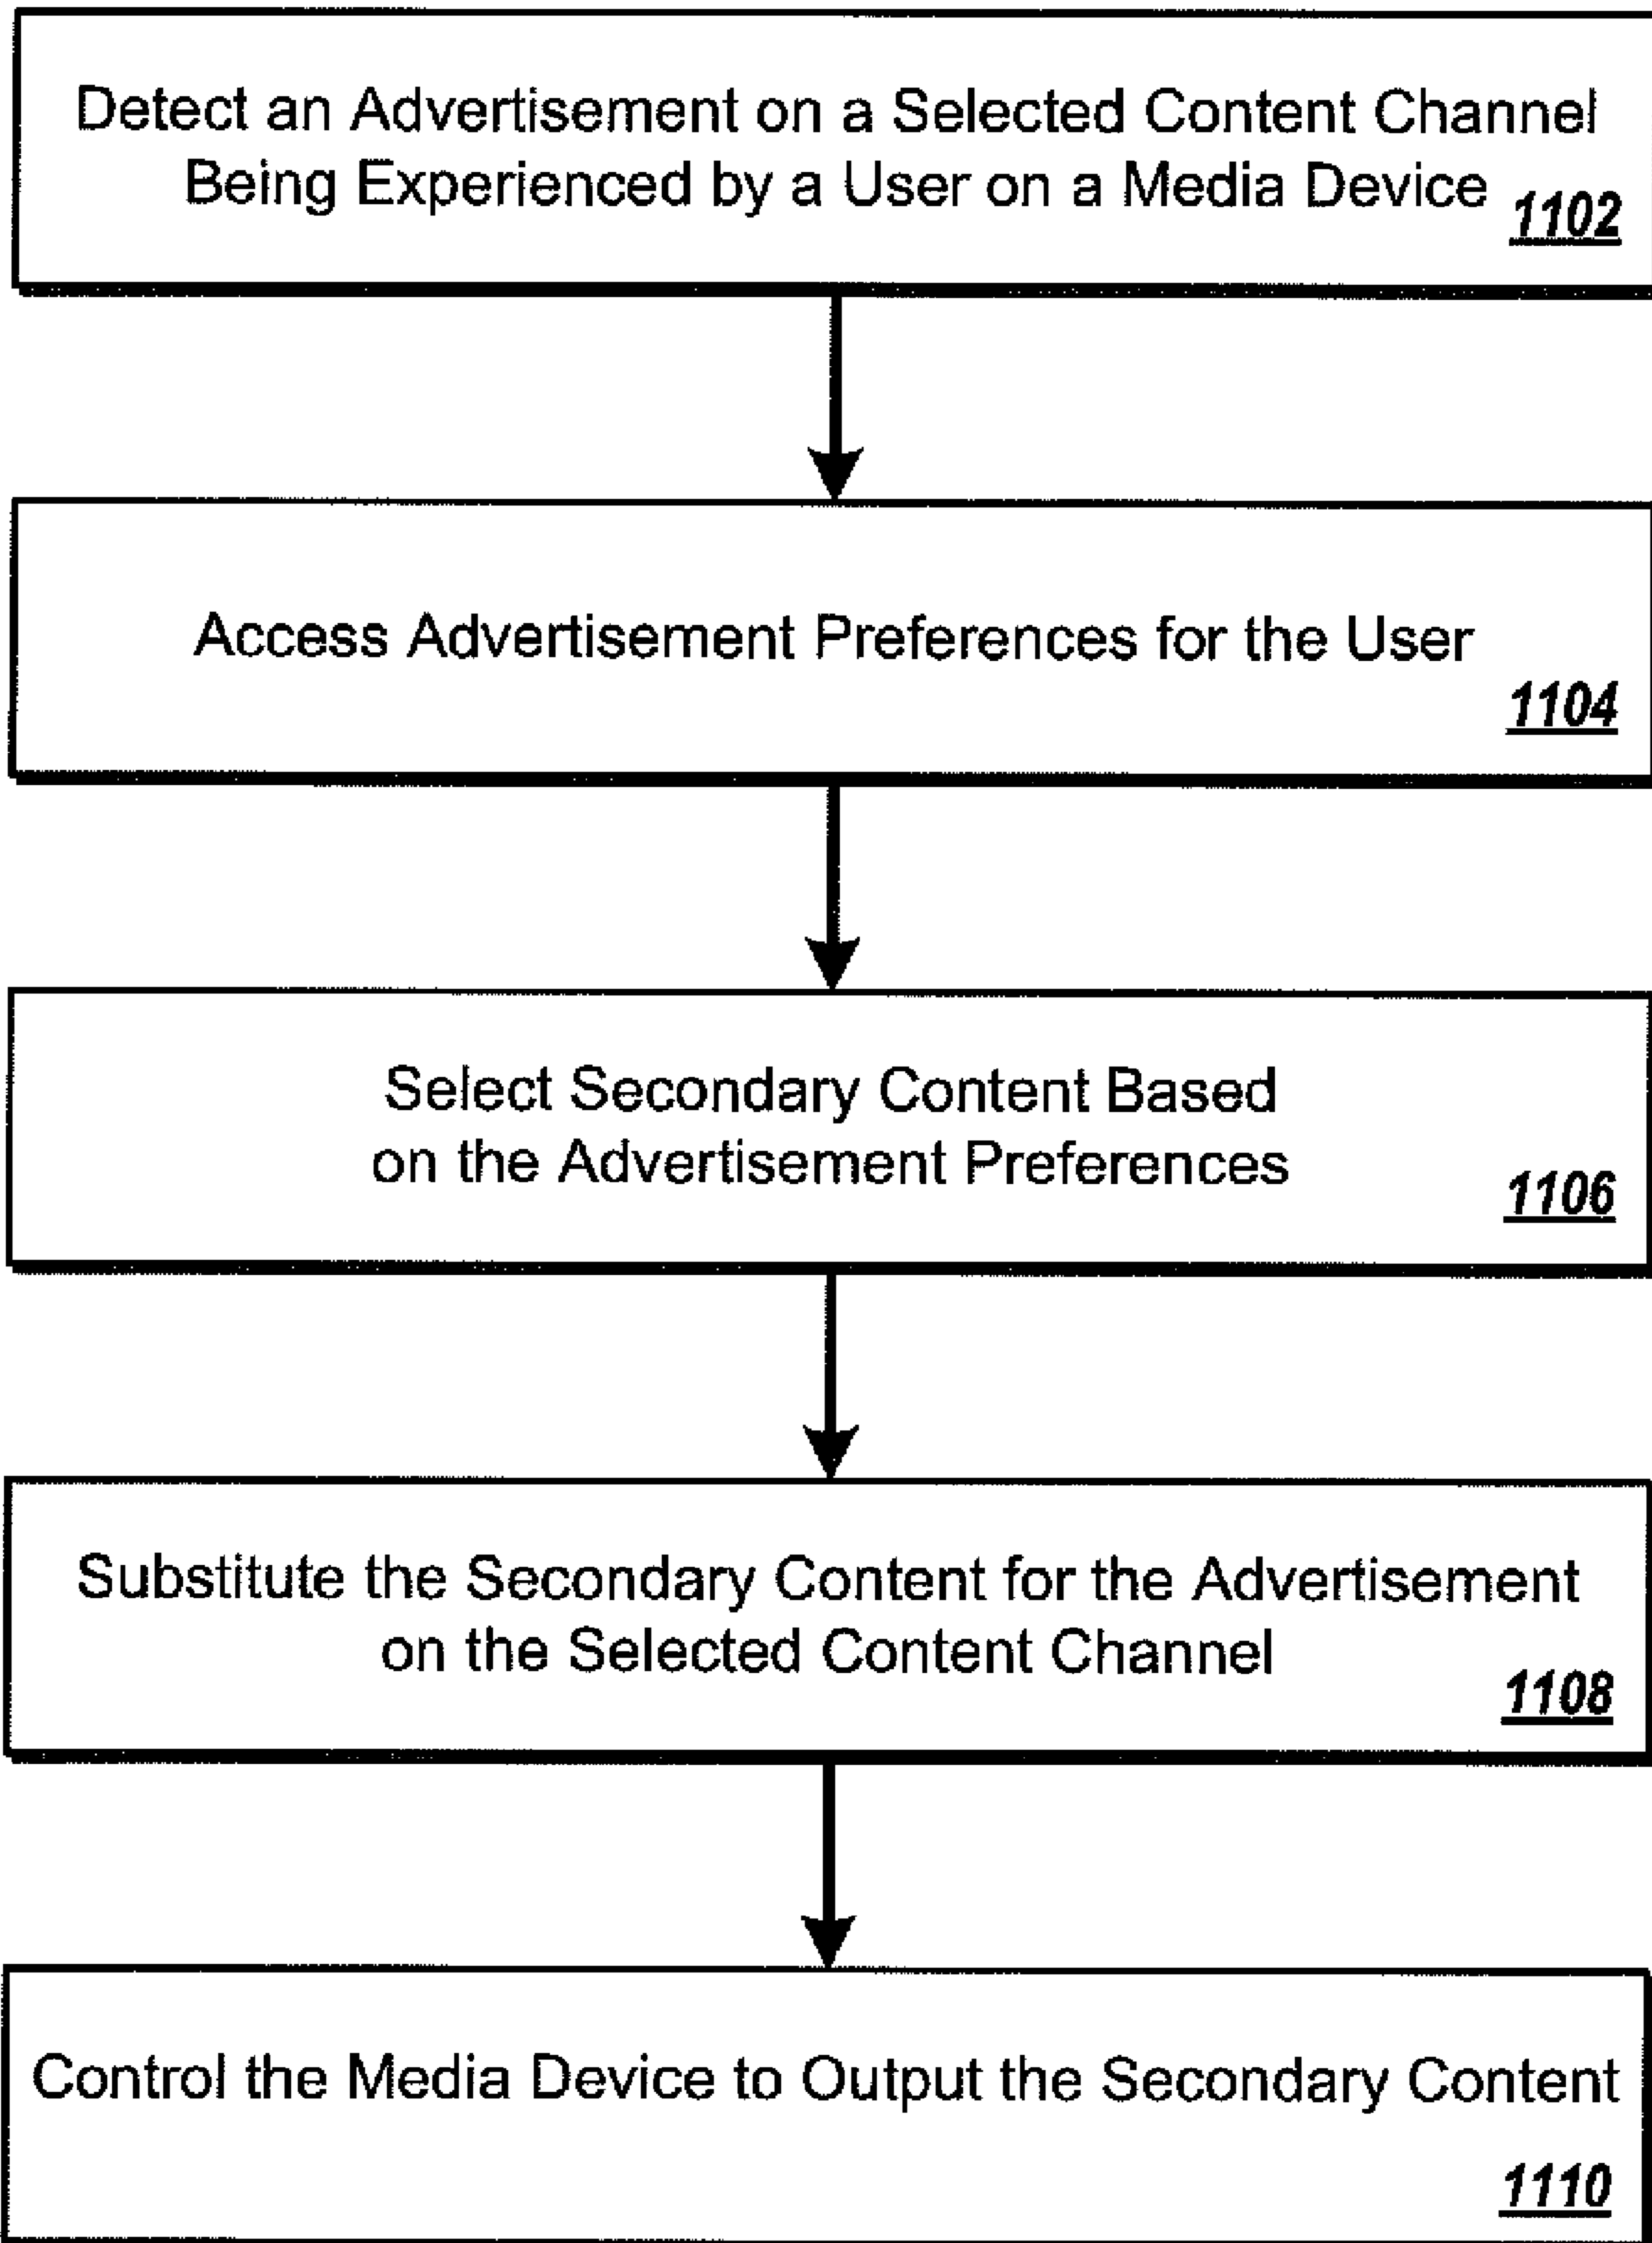 Detect an Advertisement on a Selected Content Channel
Being Experienced by a User on a Media Device
1102
Access Advertisement Preferences for the User
1104
Select Secondary Content Based
on the Advertisement Preferences
1106
Substitute the Secondary Content for the Advertisement
on the Selected Content Channel
1108
Control the Media Device to Output the Secondary Content
1110